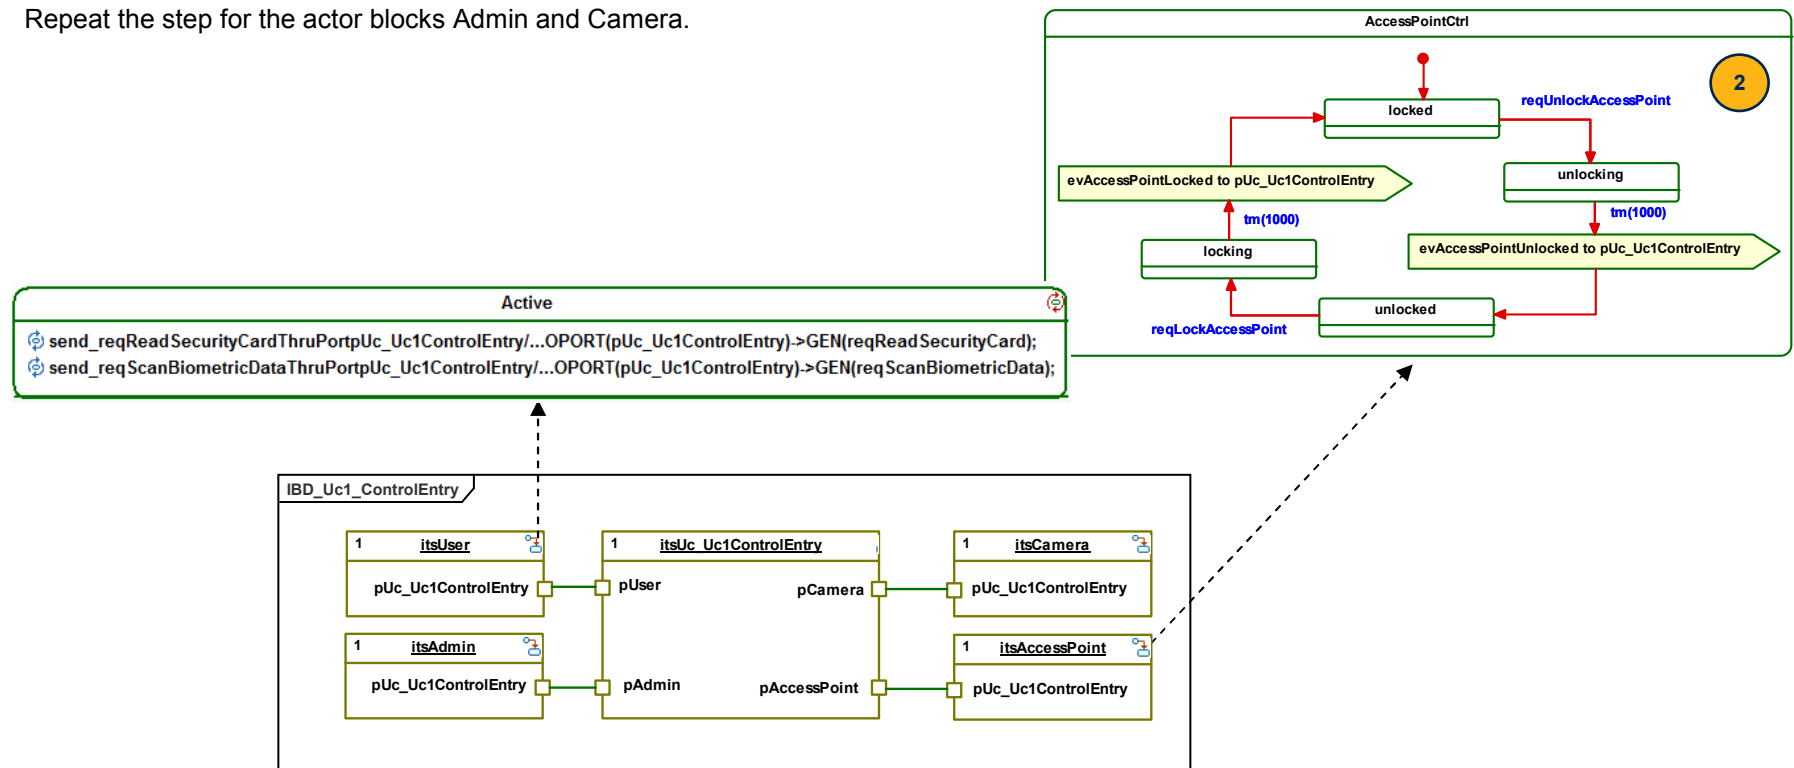 Repeat the step for the actor blocks Admin and Camera.
AccessPointCtrl
2
locked
reqUnlockAccessPoint
evAccessPointLocked to pUc_Uc1ControlEntry
unlocking
tm(1000)
tm(1000)
locking
evAccessPointUnlocked to pUc_Uc1ControlEntry
unlocked
reqLockAccessPoint
Active
send_reqReadSecurityCardThruPortpUc_Uc1ControlEntry/...OPORT(pUc_Uc1ControlEntry)->GEN(reqReadSecurityCard);
send_reqScanBiometricDataThruPortpUc_Uc1ControlEntry/...OPORT(pUc_Uc1ControlEntry)->GEN(reqScanBiometricData);
IBD_Uc1_ControlEntry
1 itsUser
pUc_Uc1ControlEntry
1 itsUc_Uc1ControlEntry
pUser
pCamera
1 itsCamera
pUc_Uc1ControlEntry
1 itsAdmin
pUc_Uc1ControlEntry
pAdmin
pAccessPoint
1 itsAccessPoint
pUc_Uc1ControlEntry